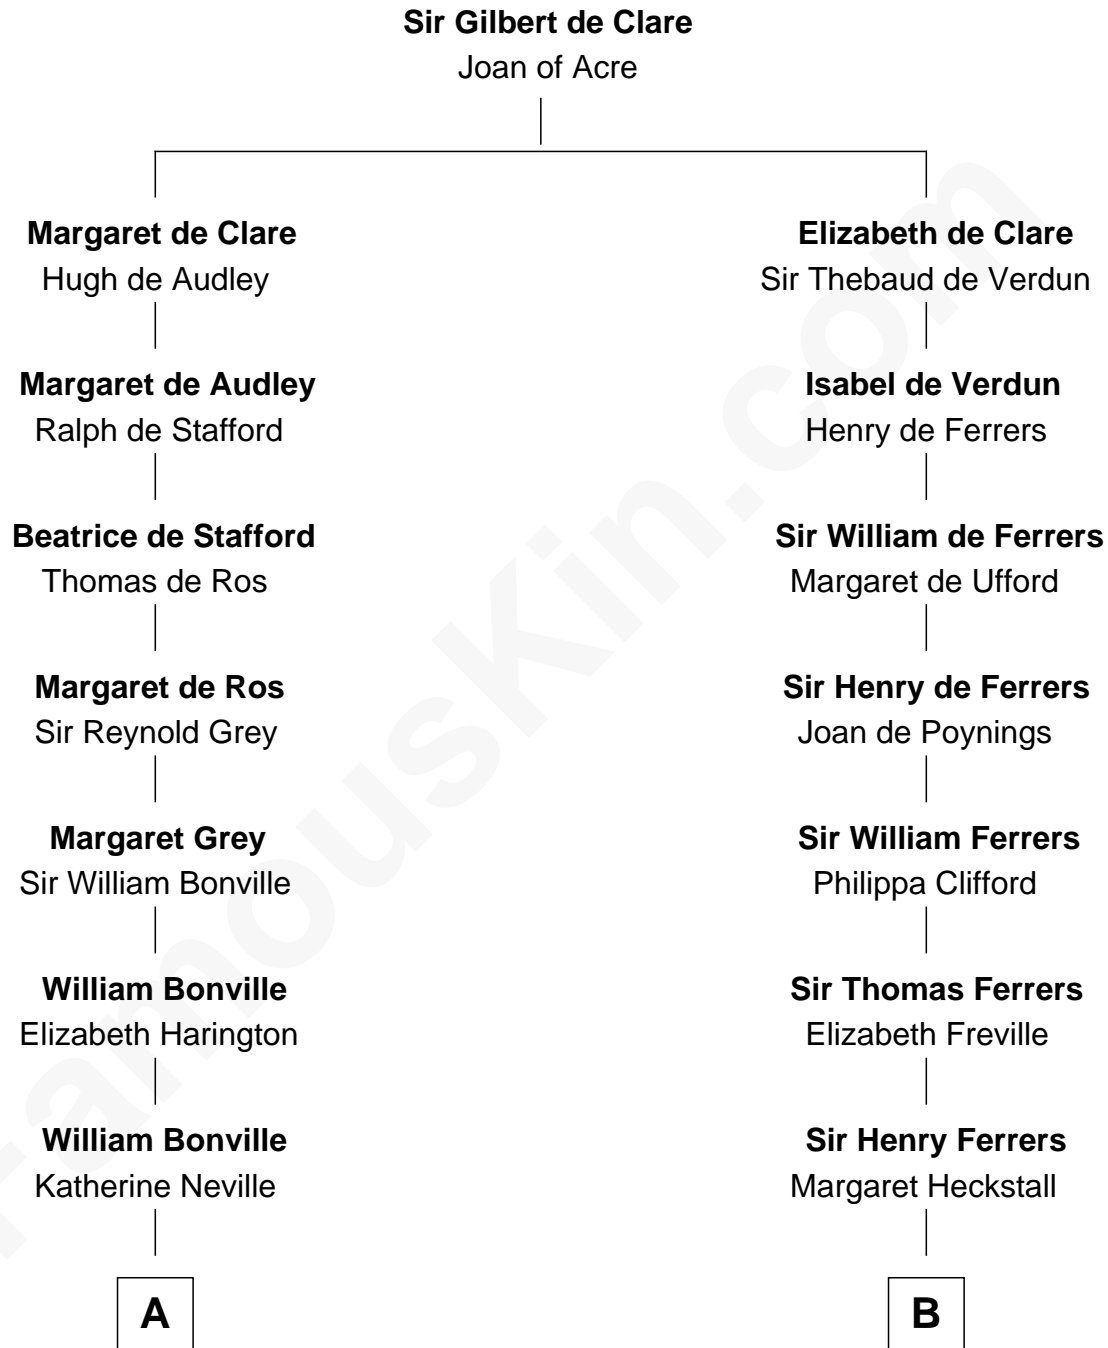 Sir Gilbert de Clare
Joan of Acre
Margaret de Clare
Hugh de Audley
Elizabeth de Clare
Sir Thebaud de Verdun
Margaret de Audley
Ralph de Stafford
Isabel de Verdun
Henry de Ferrers
Beatrice de Stafford
Thomas de Ros
Sir William de Ferrers
Margaret de Ufford
Margaret de Ros
Sir Reynold Grey
Sir Henry de Ferrers
Joan de Poynings
Margaret Grey
Sir William Bonville
Sir William Ferrers
Philippa Clifford
William Bonville
Elizabeth Harington
Sir Thomas Ferrers
Elizabeth Freville
William Bonville
Katherine Neville
Sir Henry Ferrers
Margaret Heckstall
A
B
FamousKin.com